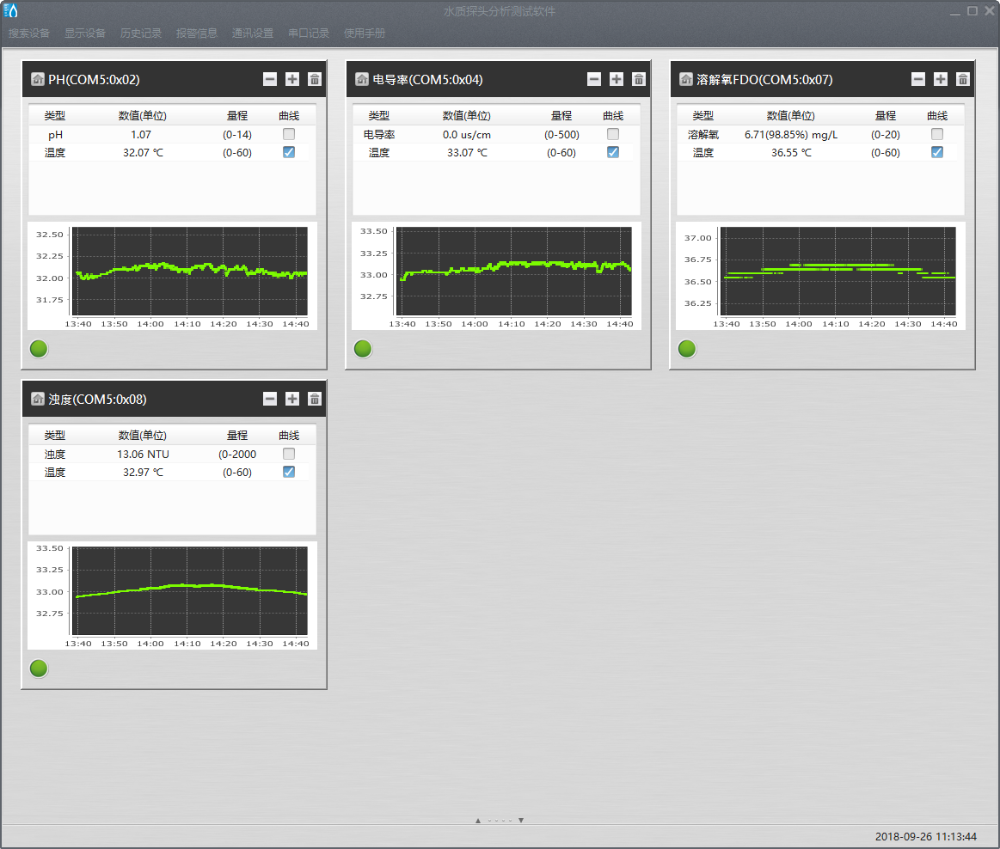 水质探头分析测试软件
搜索设备 显示设备 历史记录 报警信息 通讯设置 串口记录 使用手册
PH(COM5:0x02)
类型 数值(单位) 量程 曲线
pH 1.07 (0-14)
温度 32.07 ℃ (0-60)
32.50
32.25
32.00
31.75
13:40 13:50 14:00 14:10 14:20 14:30 14:40
电导率(COM5:0x04)
类型 数值(单位) 量程 曲线
电导率 0.0 us/cm (0-500)
温度 33.07 ℃ (0-60)
33.50
33.25
33.00
32.75
13:40 13:50 14:00 14:10 14:20 14:30 14:40
溶解氧FDO(COM5:0x07)
类型 数值(单位) 量程 曲线
溶解氧 6.71(98.85%) mg/L (0-20)
温度 36.55 ℃ (0-60)
37.00
36.75
36.50
36.25
13:40 13:50 14:00 14:10 14:20 14:30 14:40
浊度(COM5:0x08)
类型 数值(单位) 量程 曲线
浊度 13.06 NTU (0-2000
温度 32.97 ℃ (0-60)
33.50
33.25
33.00
32.75
13:40 13:50 14:00 14:10 14:20 14:30 14:40
2018-09-26 11:13:44